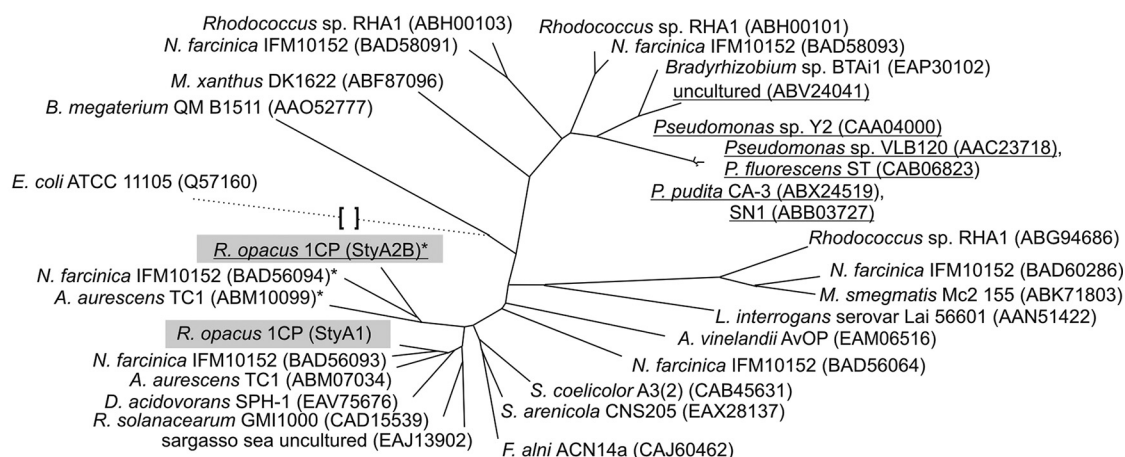 Rhodococcus sp. RHA1 (ABH00103)
N. farcinica IFM10152 (BAD58091)
M. xanthus DK1622 (ABF87096)
B. megaterium QM B1511 (AAO52777)
E. coli ATCC 11105 (Q57160)
[ ]
R. opacus 1CP (StyA2B)*
N. farcinica IFM10152 (BAD56094)*
A. aurescens TC1 (ABM10099)*
R. opacus 1CP (StyA1)
N. farcinica IFM10152 (BAD56093)
A. aurescens TC1 (ABM07034)
D. acidovorans SPH-1 (EAV75676)
R. solanacearum GMI1000 (CAD15539)
sargasso sea uncultured (EAJ13902)
Rhodococcus sp. RHA1 (ABH00101)
N. farcinica IFM10152 (BAD58093)
Bradyrhizobium sp. BTAi1 (EAP30102)
uncultured (ABV24041)
Pseudomonas sp. Y2 (CAA04000)
Pseudomonas sp. VLB120 (AAC23718),
P. fluorescens ST (CAB06823)
P. pudita CA-3 (ABX24519),
SN1 (ABB03727)
Rhodococcus sp. RHA1 (ABG94686)
N. farcinica IFM10152 (BAD60286)
M. smegmatis Mc2 155 (ABK71803)
L. interrogans serovar Lai 56601 (AAN51422)
A. vinelandii AvOP (EAM06516)
N. farcinica IFM10152 (BAD56064)
S. coelicolor A3(2) (CAB45631)
S. arenicola CNS205 (EAX28137)
F. alni ACN14a (CAJ60462)